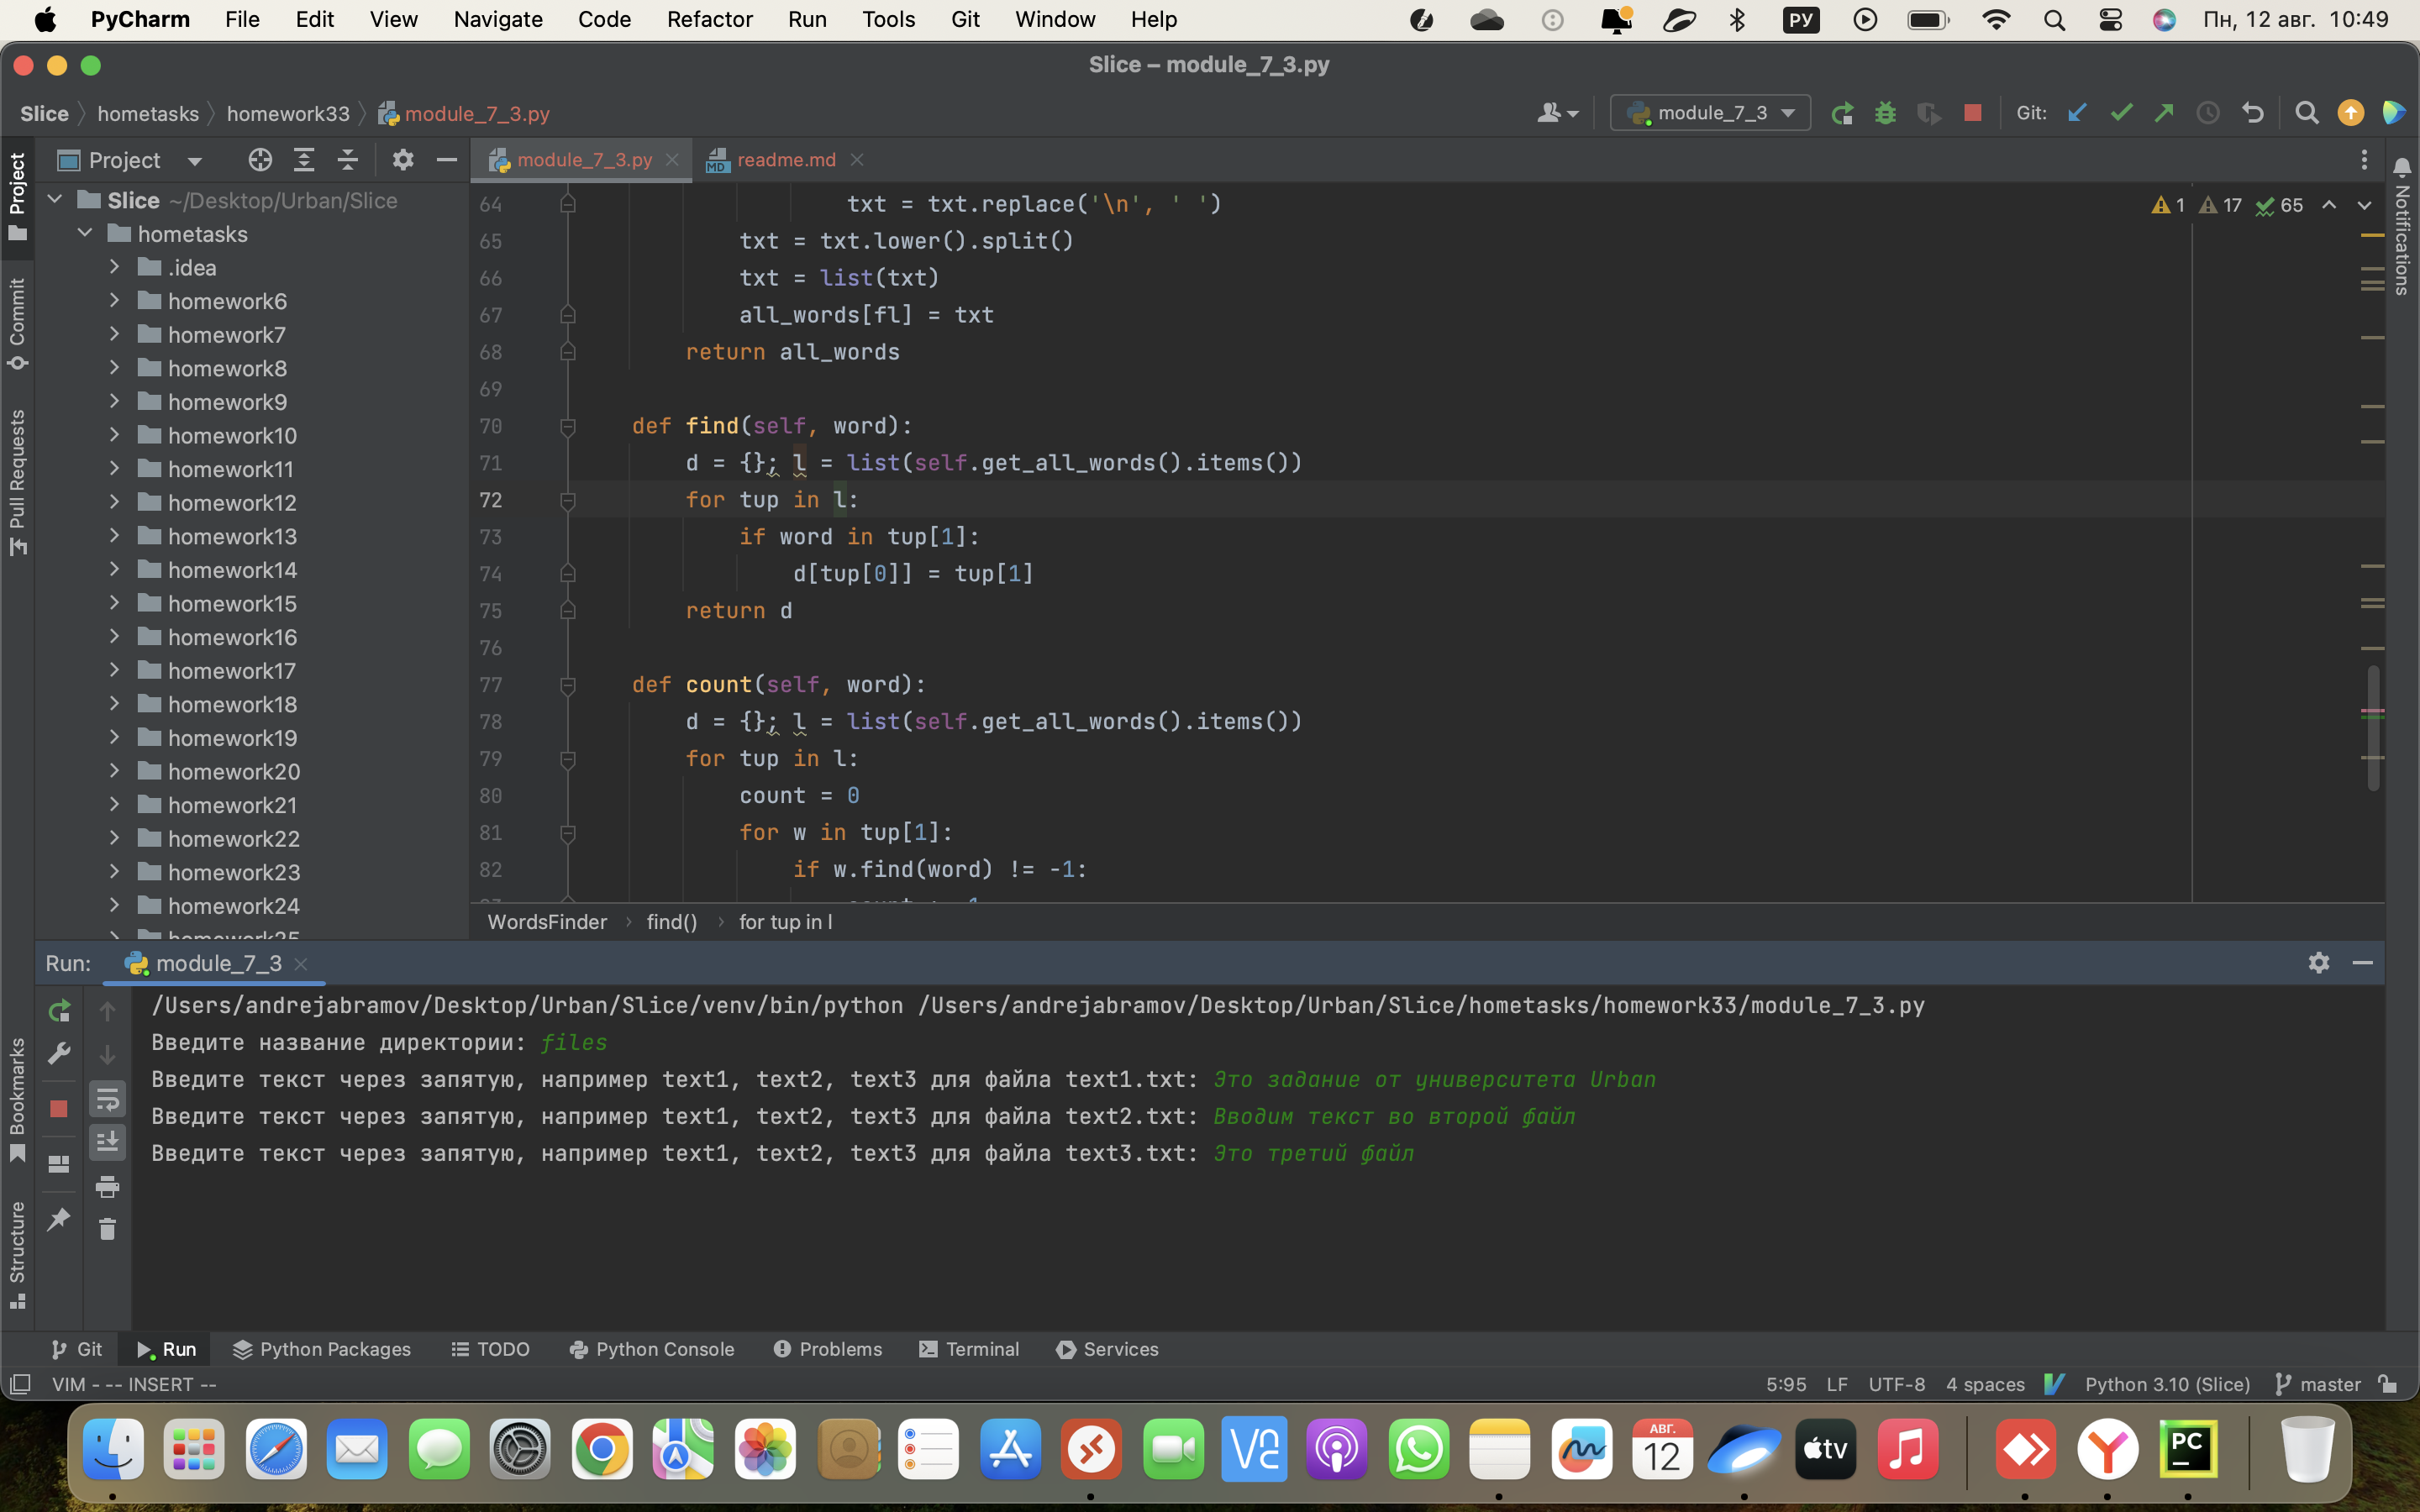 PyCharm File Edit View Navigate Code Refactor Run Tools Git Window Help РУ Пн, 12 авг. 10:49
Slice – module_7_3.py
Slice hometasks homework33 module_7_3.py module_7_3 Git:
Project module_7_3.py MD readme.md
Project
Commit
Pull Requests
Bookmarks
Structure
Notifications
Slice ~/Desktop/Urban/Slice
hometasks
.idea
homework6
homework7
homework8
homework9
homework10
homework11
homework12
homework13
homework14
homework15
homework16
homework17
homework18
homework19
homework20
homework21
homework22
homework23
homework24
homework25
1 17 65
64 txt = txt.replace('\n', ' ')
65 txt = txt.lower().split()
66 txt = list(txt)
67 all_words[fl] = txt
68 return all_words
69
70 def find(self, word):
71 d = {}; l = list(self.get_all_words().items())
72 for tup in l:
73 if word in tup[1]:
74 d[tup[0]] = tup[1]
75 return d
76
77 def count(self, word):
78 d = {}; l = list(self.get_all_words().items())
79 for tup in l:
80 count = 0
81 for w in tup[1]:
82 if w.find(word) != -1:
WordsFinder find() for tup in l
Run: module_7_3
/Users/andrejabramov/Desktop/Urban/Slice/venv/bin/python /Users/andrejabramov/Desktop/Urban/Slice/hometasks/homework33/module_7_3.py
Введите название директории: files
Введите текст через запятую, например text1, text2, text3 для файла text1.txt: Это задание от университета Urban
Введите текст через запятую, например text1, text2, text3 для файла text2.txt: Вводим текст во второй файл
Введите текст через запятую, например text1, text2, text3 для файла text3.txt: Это третий файл
Git Run Python Packages TODO Python Console Problems Terminal Services
VIM - -- INSERT -- 5:95 LF UTF-8 4 spaces Python 3.10 (Slice) master
АВГ.
12
tv
PC